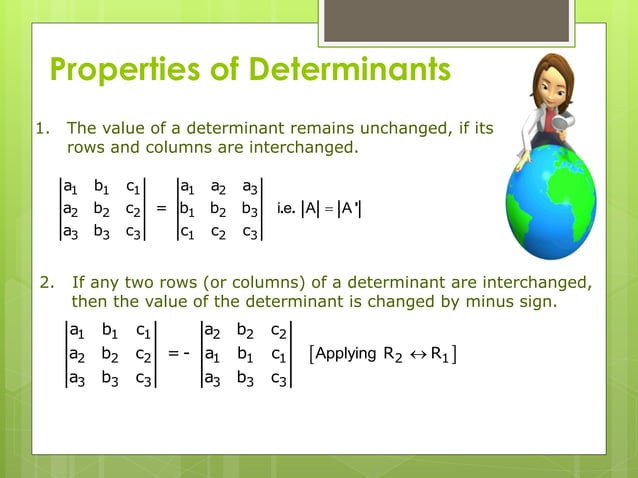 Properties of Determinants
1. The value of a determinant remains unchanged, if its
rows and columns are interchanged.
|a₁ b₁ c₁|   |a₁ a₂ a₃|
|a₂ b₂ c₂| = |b₁ b₂ b₃| i.e. |A| = |A'|
|a₃ b₃ c₃|   |c₁ c₂ c₃|
2. If any two rows (or columns) of a determinant are interchanged,
then the value of the determinant is changed by minus sign.
|a₁ b₁ c₁|     |a₂ b₂ c₂|
|a₂ b₂ c₂| = - |a₁ b₁ c₁| [Applying R₂ ↔ R₁]
|a₃ b₃ c₃|     |a₃ b₃ c₃|